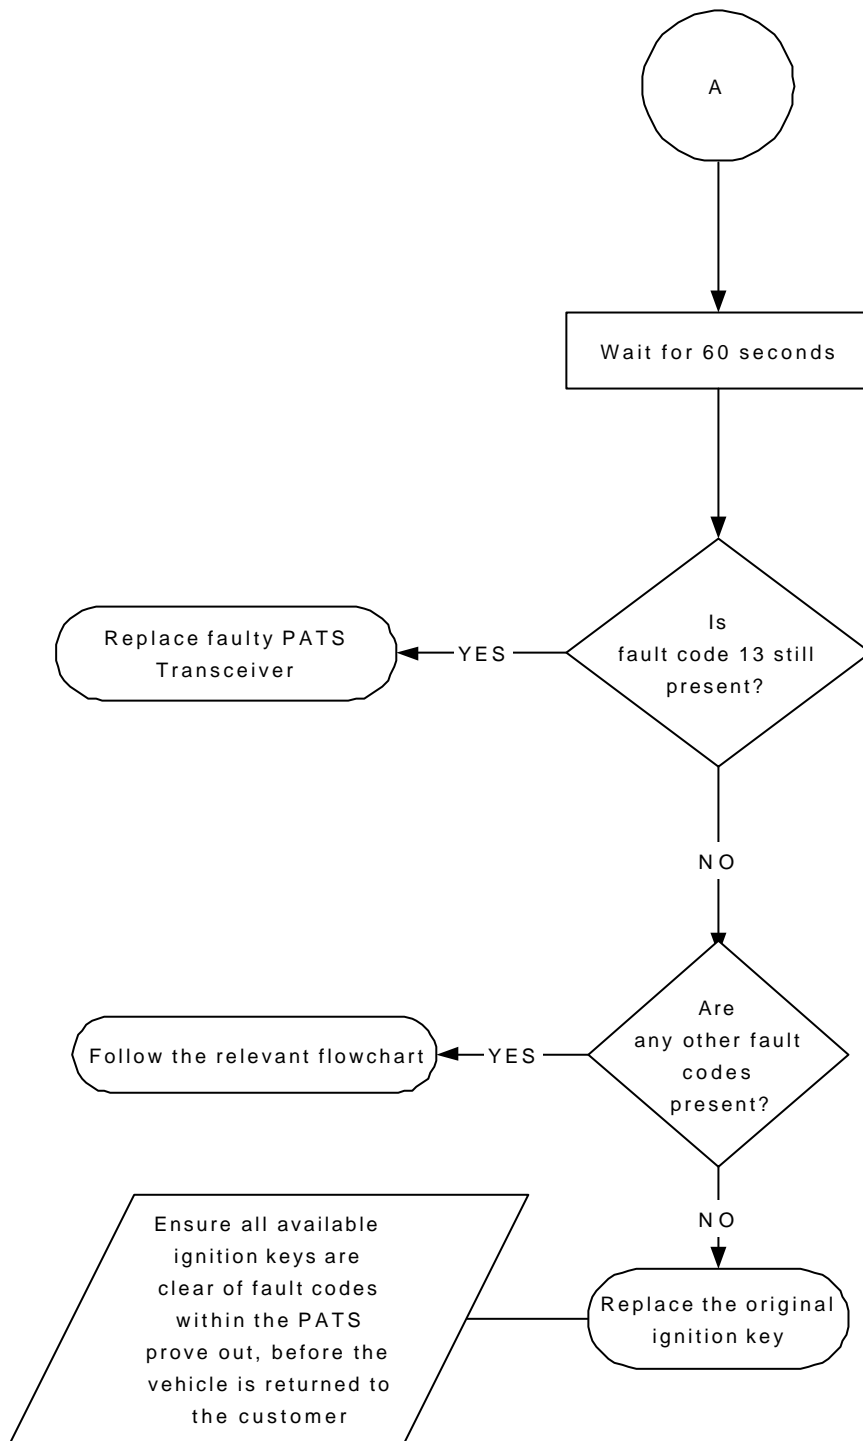 A
Wait for 60 seconds
Is
fault code 13 still
present?
YES
Replace faulty PATS
Transceiver
NO
Are
any other fault
codes
present?
YES
Follow the relevant flowchart
NO
Replace the original
ignition key
Ensure all available
ignition keys are
clear of fault codes
within the PATS
prove out, before the
vehicle is returned to
the customer